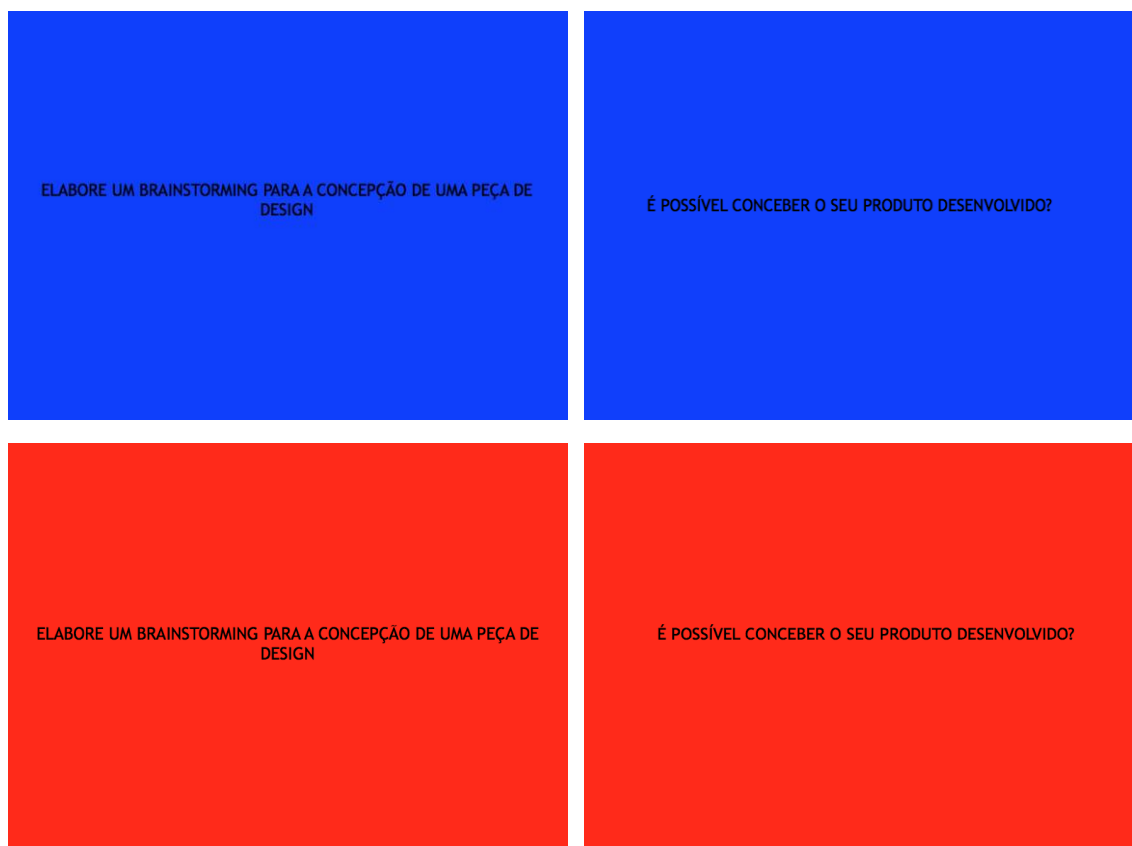 ELABORE UM BRAINSTORMING PARA A CONCEPÇÃO DE UMA PEÇA DE
DESIGN
É POSSÍVEL CONCEBER O SEU PRODUTO DESENVOLVIDO?
ELABORE UM BRAINSTORMING PARA A CONCEPÇÃO DE UMA PEÇA DE
DESIGN
É POSSÍVEL CONCEBER O SEU PRODUTO DESENVOLVIDO?